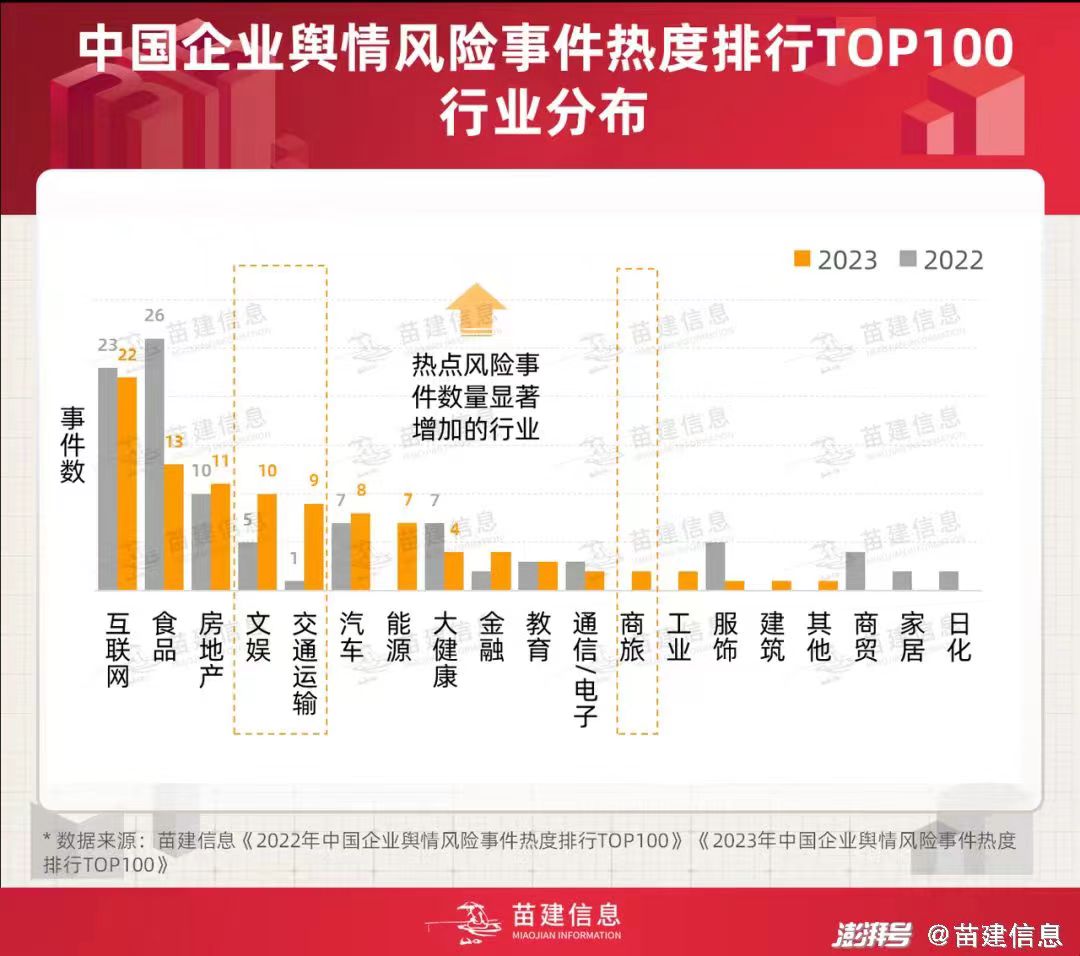 中国企业舆情风险事件热度排行TOP100
行业分布
2023
2022
热点风险事
件数量显著
增加的行业
事件数
23
22
26
13
10
11
5
10
1
9
7
8
7
7
4
互联网
食品
房地产
文娱
交通运输
汽车
能源
大健康
金融
教育
通信/电子
商旅
工业
服饰
建筑
其他
商贸
家居
日化
苗建信息
MIAOJIAN INFORMATION
* 数据来源：苗建信息《2022年中国企业舆情风险事件热度排行TOP100》《2023年中国企业舆情风险事件热度
排行TOP100》
苗建信息
MIAOJIAN INFORMATION
澎湃号 @苗建信息